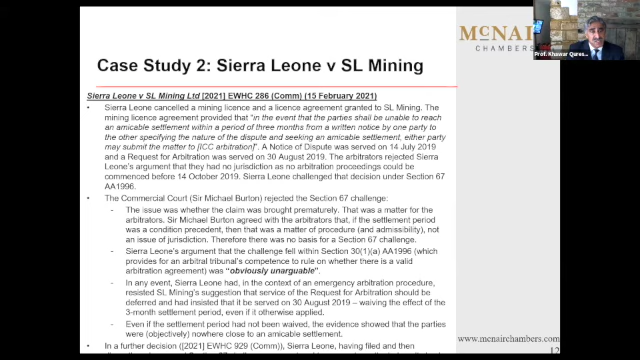 McNAIR
CHAMBERS
Prof. Khawar Qures
Case Study 2: Sierra Leone v SL Mining
Sierra Leone v SL Mining Ltd [2021] EWHC 286 (Comm) (15 February 2021)
• Sierra Leone cancelled a mining licence and a licence agreement granted to SL Mining. The
mining licence agreement provided that "in the event that the parties shall be unable to reach
an amicable settlement within a period of three months from a written notice by one party to
the other specifying the nature of the dispute and seeking an amicable settlement, either party
may submit the matter to [ICC arbitration]". A Notice of Dispute was served on 14 July 2019
and a Request for Arbitration was served on 30 August 2019. The arbitrators rejected Sierra
Leone's argument that they had no jurisdiction as no arbitration proceedings could be
commenced before 14 October 2019. Sierra Leone challenged that decision under Section 67
AA1996.
• The Commercial Court (Sir Michael Burton) rejected the Section 67 challenge:
- The issue was whether the claim was brought prematurely. That was a matter for the
arbitrators. Sir Michael Burton agreed with the arbitrators that, if the settlement period
was a condition precedent, then that was a matter of procedure (and admissibility), not
an issue of jurisdiction. Therefore there was no basis for a Section 67 challenge.
- Sierra Leone's argument that the challenge fell within Section 30(1)(a) AA1996 (which
provides for an arbitral tribunal's competence to rule on whether there is a valid
arbitration agreement) was "obviously unarguable".
- In any event, Sierra Leone had, in the context of an emergency arbitration procedure,
resisted SL Mining's suggestion that service of the Request for Arbitration should be
deferred and had insisted that it be served on 30 August 2019 – waiving the effect of the
3-month settlement period, even if it otherwise applied.
- Even if the settlement period had not been waived, the evidence showed that the parties
were (objectively) nowhere close to an amicable settlement.
• In a further decision ([2021] EWHC 929 (Comm)), Sierra Leone, having filed and then
www.mcnairchambers.com
12